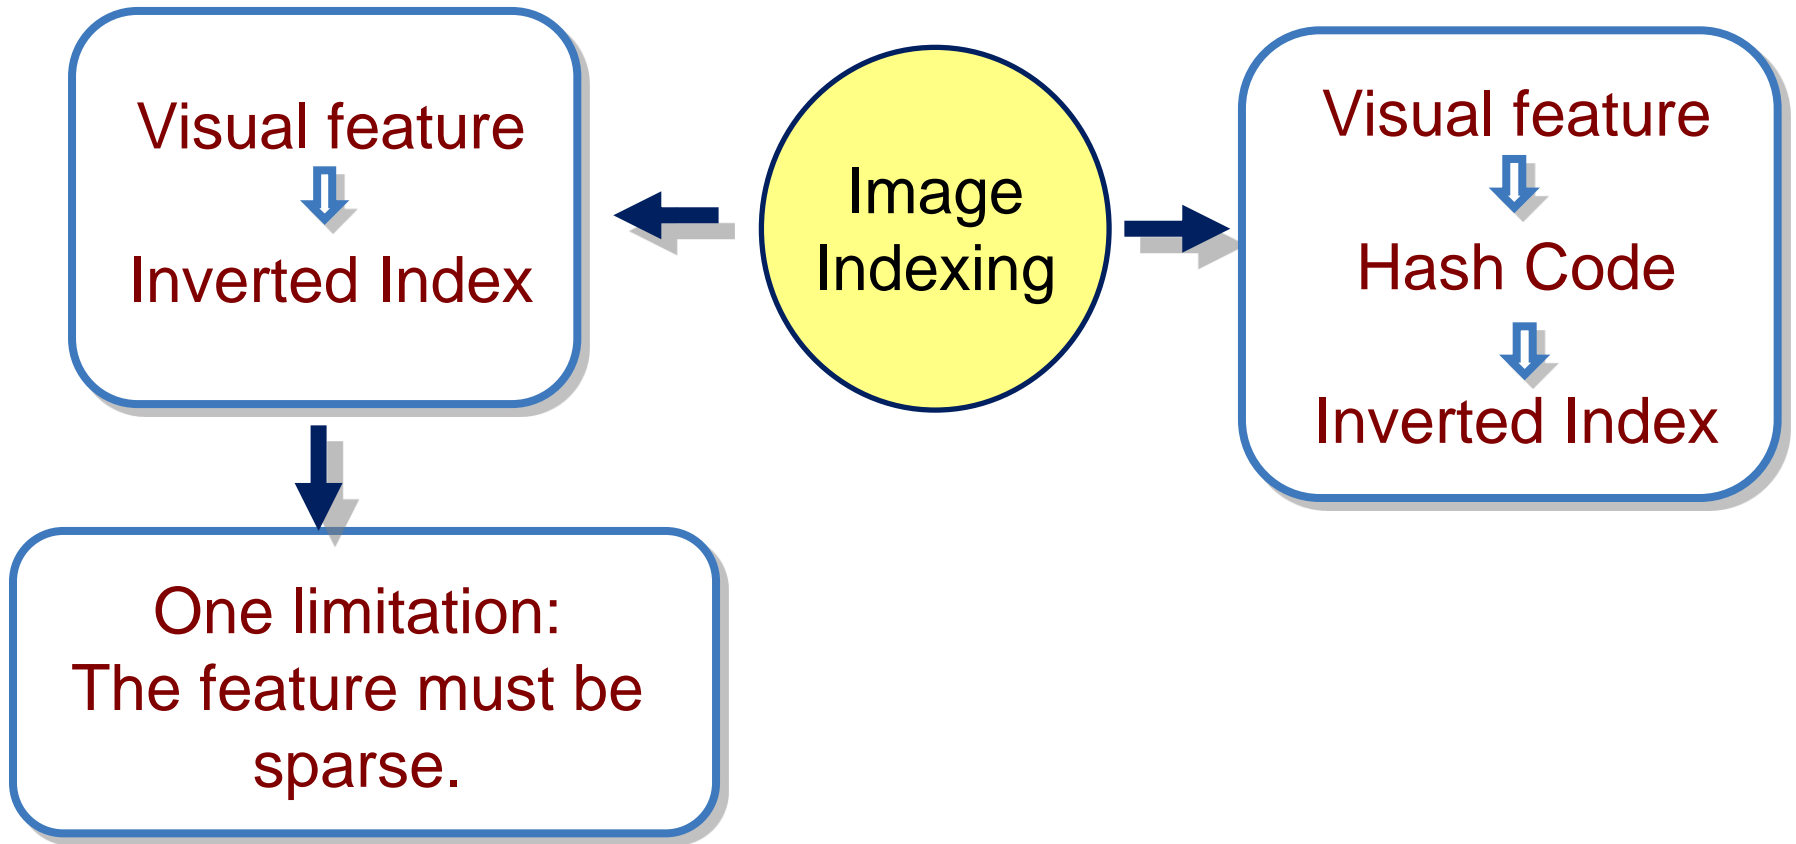 Visual feature
Inverted Index
Image
Indexing
Visual feature
Hash Code
Inverted Index
One limitation:
The feature must be
sparse.